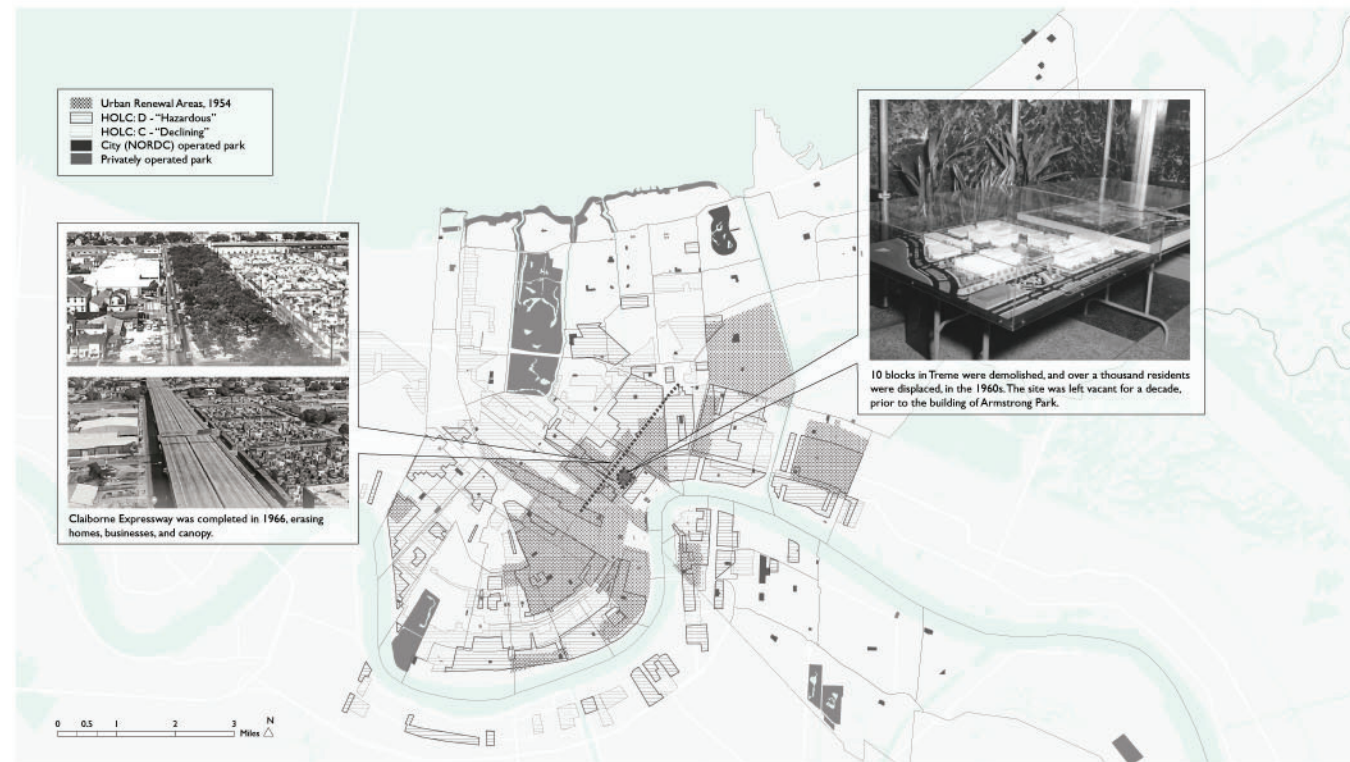 Urban Renewal Areas, 1954
HOLC: D - “Hazardous”
HOLC: C - “Declining”
City (NORDC) operated park
Privately operated park
Claiborne Expressway was completed in 1966, erasing
homes, businesses, and canopy.
10 blocks in Treme were demolished, and over a thousand residents
were displaced, in the 1960s. The site was left vacant for a decade,
prior to the building of Armstrong Park.
0 0.5 1 2 3
Miles
N